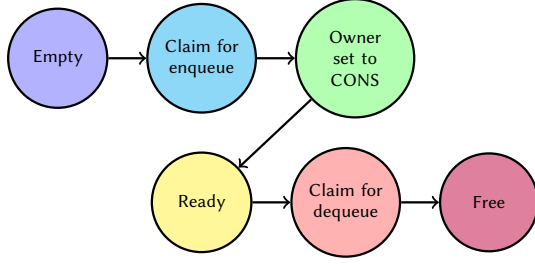 Empty
Claim for
enqueue
Owner
set to
CONS
Ready
Claim for
dequeue
Free